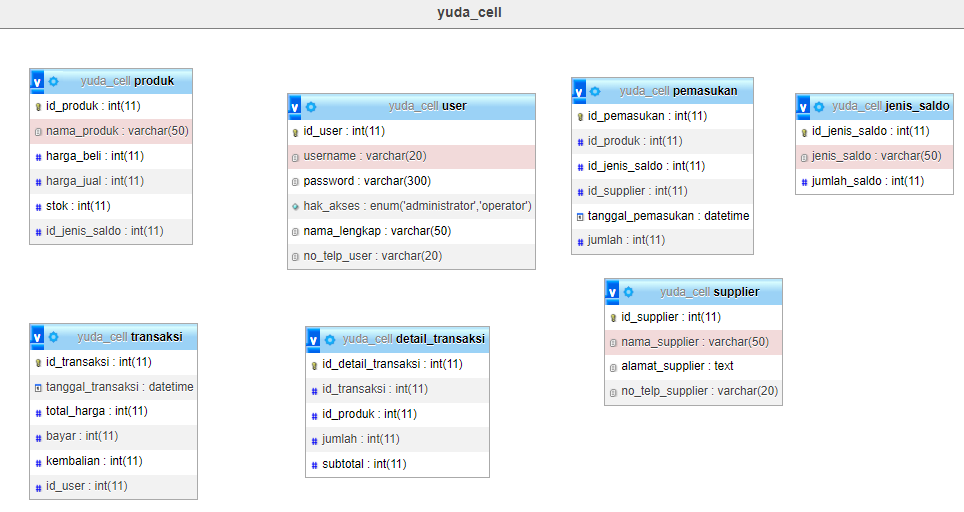 yuda_cell
yuda_cell produk
id_produk : int(11)
nama_produk : varchar(50)
harga_beli : int(11)
harga_jual : int(11)
stok : int(11)
id_jenis_saldo : int(11)
yuda_cell user
id_user : int(11)
username : varchar(20)
password : varchar(300)
hak_akses : enum('administrator','operator')
nama_lengkap : varchar(50)
no_telp_user : varchar(20)
yuda_cell pemasukan
id_pemasukan : int(11)
id_produk : int(11)
id_jenis_saldo : int(11)
id_supplier : int(11)
tanggal_pemasukan : datetime
jumlah : int(11)
yuda_cell jenis_saldo
id_jenis_saldo : int(11)
jenis_saldo : varchar(50)
jumlah_saldo : int(11)
yuda_cell supplier
id_supplier : int(11)
nama_supplier : varchar(50)
alamat_supplier : text
no_telp_supplier : varchar(20)
yuda_cell transaksi
id_transaksi : int(11)
tanggal_transaksi : datetime
total_harga : int(11)
bayar : int(11)
kembalian : int(11)
id_user : int(11)
yuda_cell detail_transaksi
id_detail_transaksi : int(11)
id_transaksi : int(11)
id_produk : int(11)
jumlah : int(11)
subtotal : int(11)